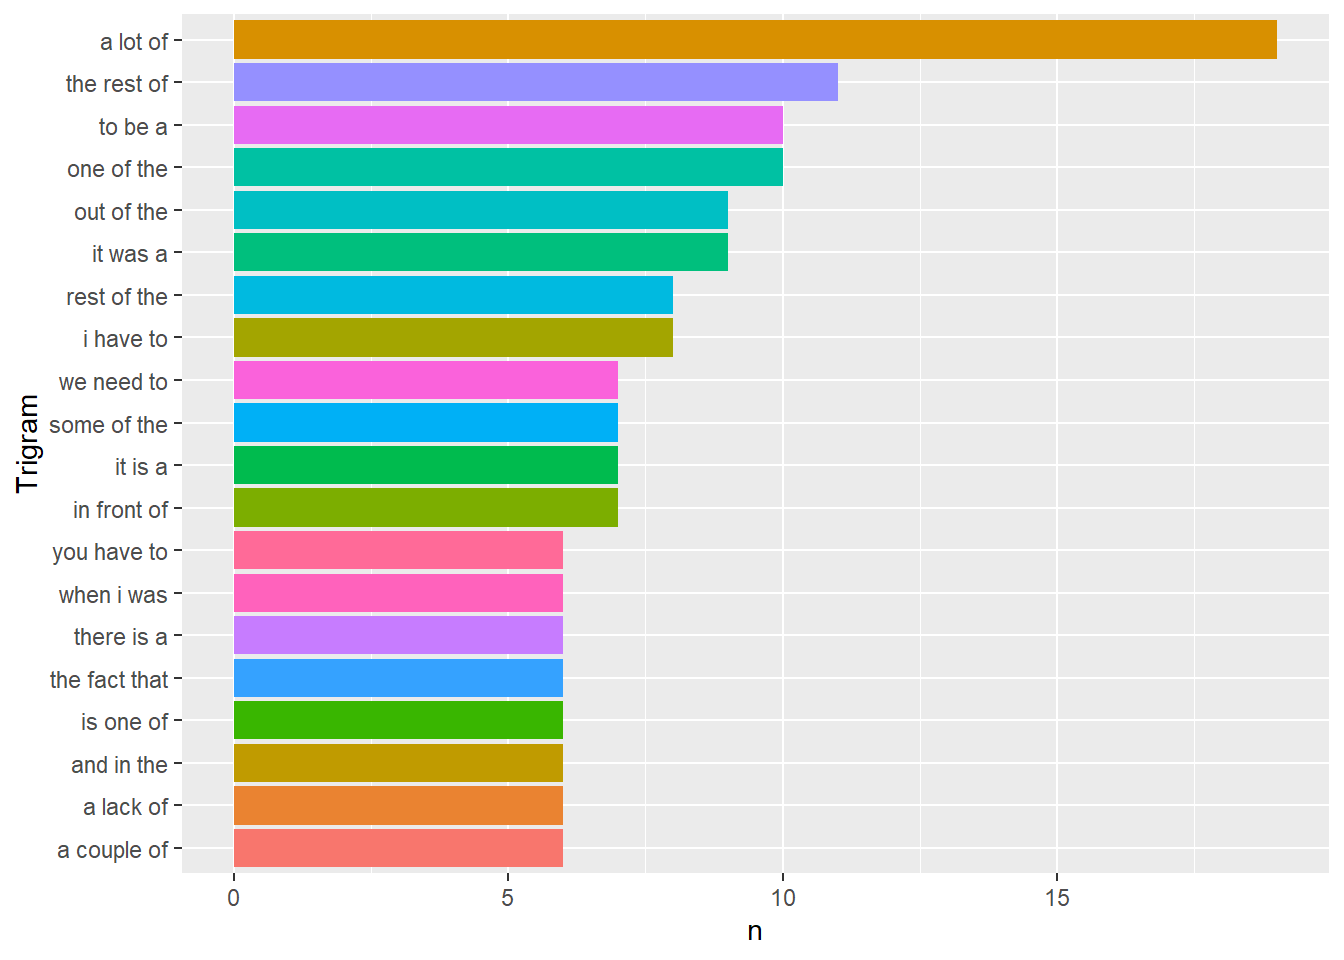 a lot of
the rest of
to be a
one of the
out of the
it was a
rest of the
i have to
we need to
some of the
it is a
in front of
you have to
when i was
there is a
the fact that
is one of
and in the
a lack of
a couple of
Trigram
0 5 10 15
n